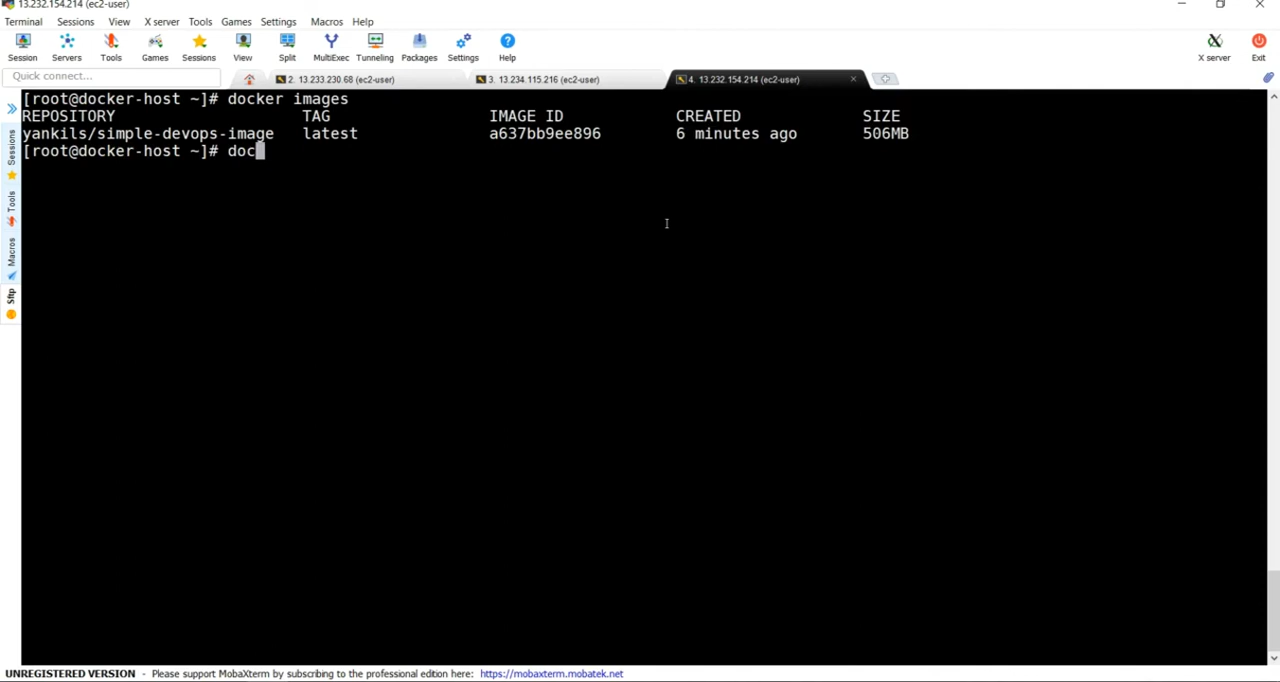 13.232.154.214 (ec2-user)
Terminal Sessions View X server Tools Games Settings Macros Help
Session Servers Tools Games Sessions View Split MultiExec Tunneling Packages Settings Help X server Exit
Quick connect...
2. 13.233.230.68 (ec2-user)
3. 13.234.115.216 (ec2-user)
4. 13.232.154.214 (ec2-user)
Sessions
Tools
Macros
Sftp
[root@docker-host ~]# docker images
REPOSITORY TAG IMAGE ID CREATED SIZE
yankils/simple-devops-image latest a637bb9ee896 6 minutes ago 506MB
[root@docker-host ~]# doc
UNREGISTERED VERSION - Please support MobaXterm by subscribing to the professional edition here: https://mobaxterm.mobatek.net